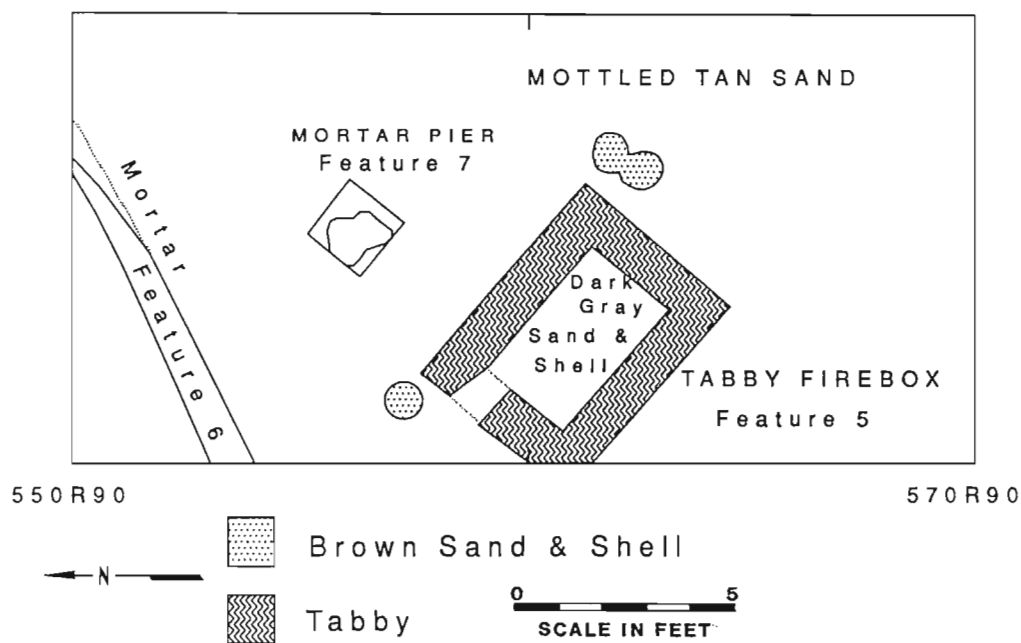 MOTTLED TAN SAND
MORTAR PIER
Feature 7
Mortar
Feature 6
Dark
Gray
Sand &
Shell
TABBY FIREBOX
Feature 5
550R90
570R90
Brown Sand & Shell
N
Tabby
0 5
SCALE IN FEET